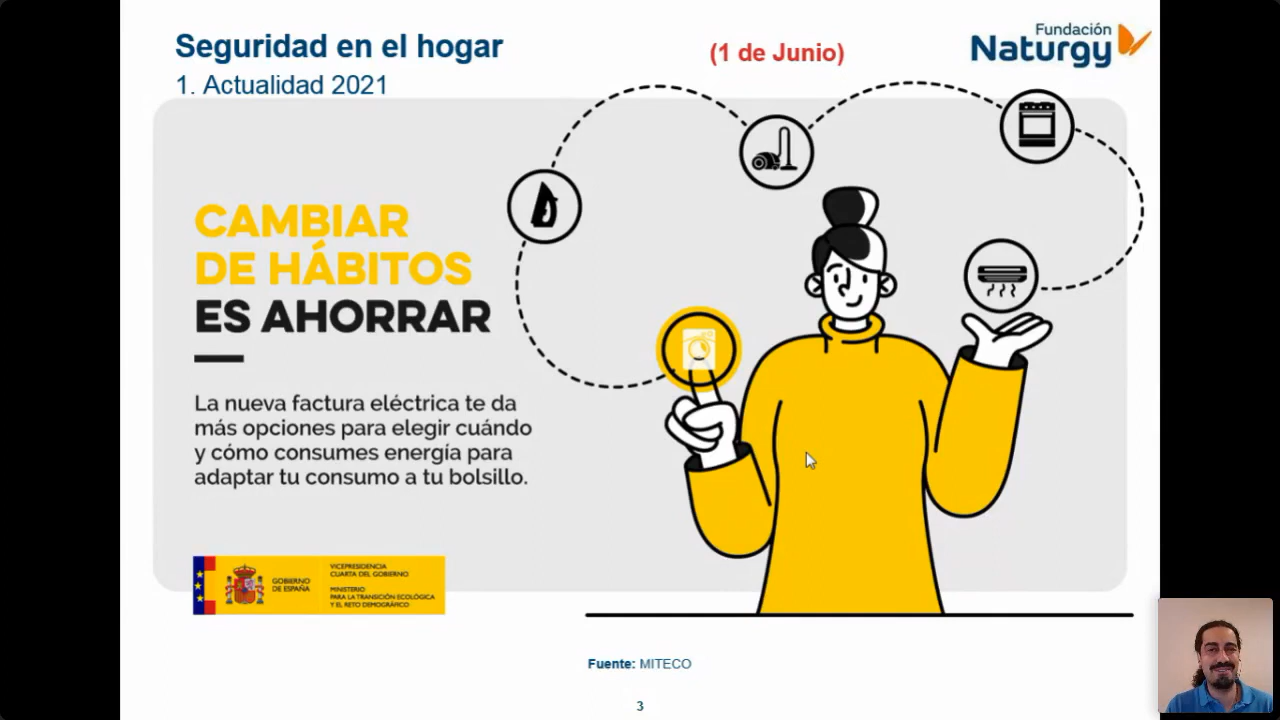 Seguridad en el hogar
(1 de Junio)
Fundación
Naturgy
1. Actualidad 2021
CAMBIAR
DE HÁBITOS
ES AHORRAR
La nueva factura eléctrica te da
más opciones para elegir cuándo
y cómo consumes energía para
adaptar tu consumo a tu bolsillo.
GOBIERNO
DE ESPAÑA
VICEPRESIDENCIA
CUARTA DEL GOBIERNO
MINISTERIO
PARA LA TRANSICIÓN ECOLÓGICA
Y EL RETO DEMOGRÁFICO
Fuente: MITECO
3